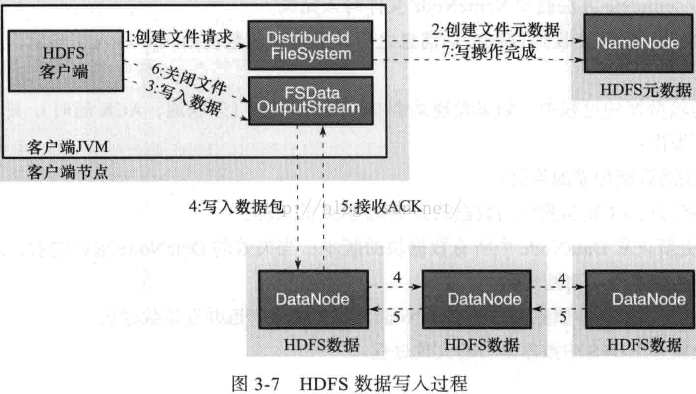 1:创建文件请求
Distribuded
FileSystem
2:创建文件元数据
7:写操作完成
NameNode
HDFS元数据
HDFS
客户端
6:关闭文件
3:写入数据
FSData
OutputStream
客户端JVM
客户端节点
4:写入数据包
5:接收ACK
DataNode
4
5
DataNode
4
5
DataNode
HDFS数据
HDFS数据
HDFS数据
图 3-7 HDFS 数据写入过程